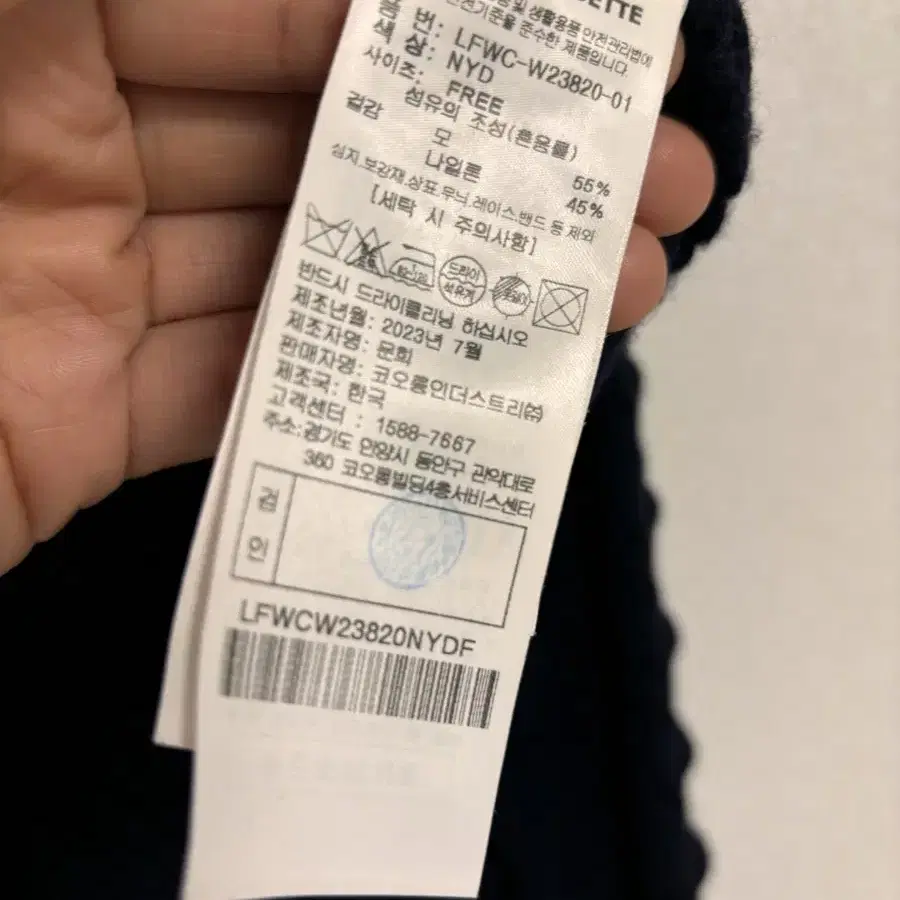 ETTE
및 생활용품 안전관리법에
안전기준을 준수한 제품입니다.
품 번: LFWC-W23820-01
색 상: NYD
사이즈: FREE
섬유의 조성(혼용률)
겉감 모 55%
나일론 45%
심지.보강재.상표.무늬.레이스.밴드 등 제외
[세탁 시 주의사항]
드라이
석유계
반드시 드라이클리닝 하십시오
제조년월: 2023년 7월
제조자명: 문희
판매자명: 코오롱인더스트리㈜
제조국: 한국
고객센터 : 1588-7667
주소:경기도 안양시 동안구 관악대로
360 코오롱빌딩4층서비스센터
검
인
LFWCW23820NYDF